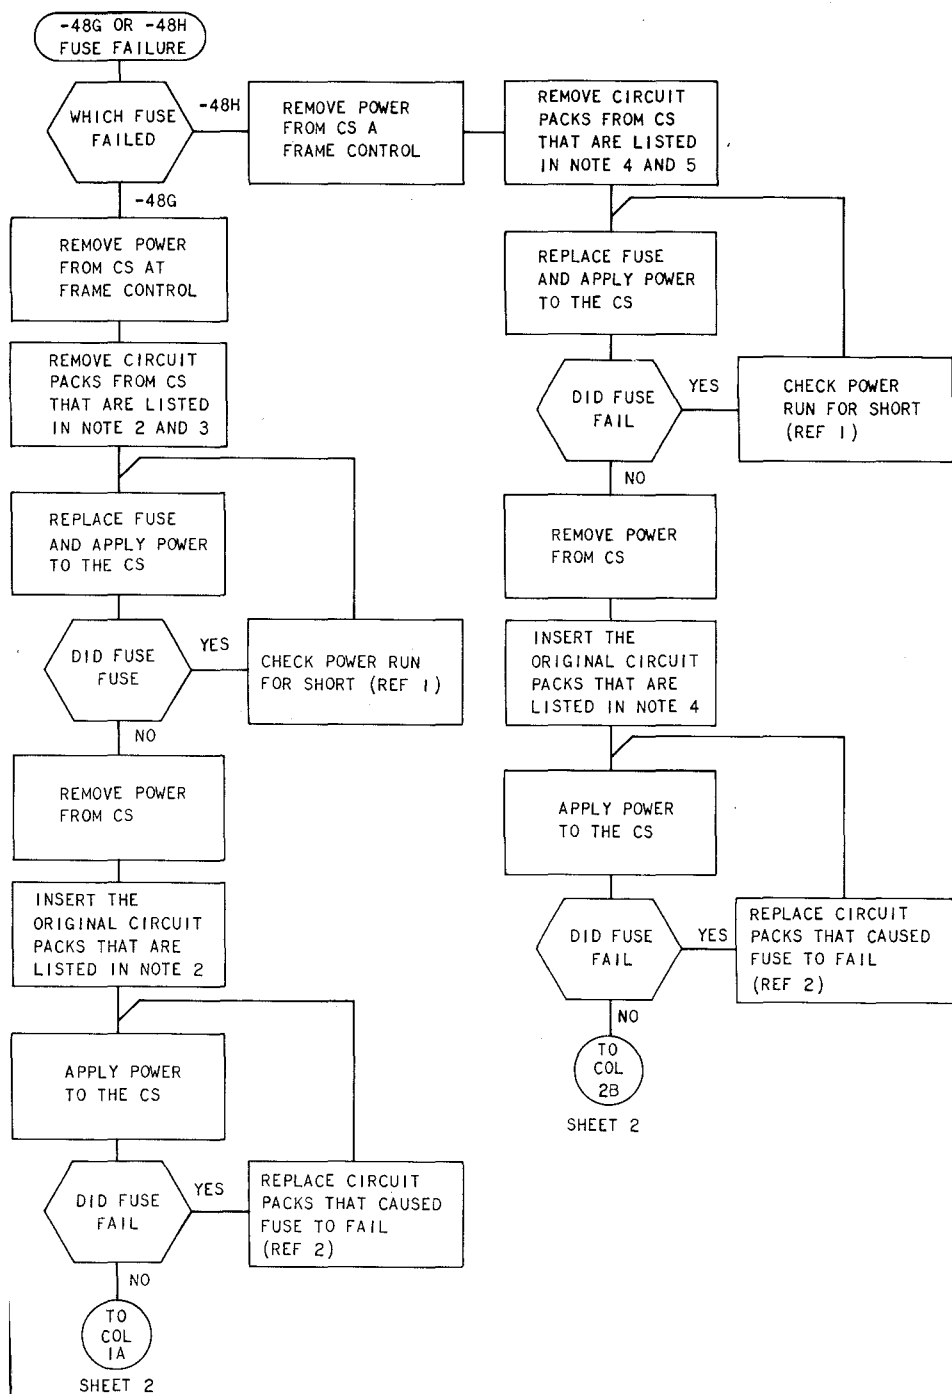 -48G OR -48H
FUSE FAILURE
WHICH FUSE
FAILED
-48H
REMOVE POWER
FROM CS A
FRAME CONTROL
REMOVE CIRCUIT
PACKS FROM CS
THAT ARE LISTED
IN NOTE 4 AND 5
-48G
REMOVE POWER
FROM CS AT
FRAME CONTROL
REMOVE CIRCUIT
PACKS FROM CS
THAT ARE LISTED
IN NOTE 2 AND 3
REPLACE FUSE
AND APPLY POWER
TO THE CS
DID FUSE
FUSE
YES
CHECK POWER RUN
FOR SHORT (REF 1)
NO
REMOVE POWER
FROM CS
INSERT THE
ORIGINAL CIRCUIT
PACKS THAT ARE
LISTED IN NOTE 2
APPLY POWER
TO THE CS
DID FUSE
FAIL
YES
REPLACE CIRCUIT
PACKS THAT CAUSED
FUSE TO FAIL
(REF 2)
NO
TO
COL
1A
SHEET 2
REPLACE FUSE
AND APPLY POWER
TO THE CS
DID FUSE
FAIL
YES
CHECK POWER
RUN FOR SHORT
(REF 1)
NO
REMOVE POWER
FROM CS
INSERT THE
ORIGINAL CIRCUIT
PACKS THAT ARE
LISTED IN NOTE 4
APPLY POWER
TO THE CS
DID FUSE
FAIL
YES
REPLACE CIRCUIT
PACKS THAT CAUSED
FUSE TO FAIL
(REF 2)
NO
TO
COL
2B
SHEET 2